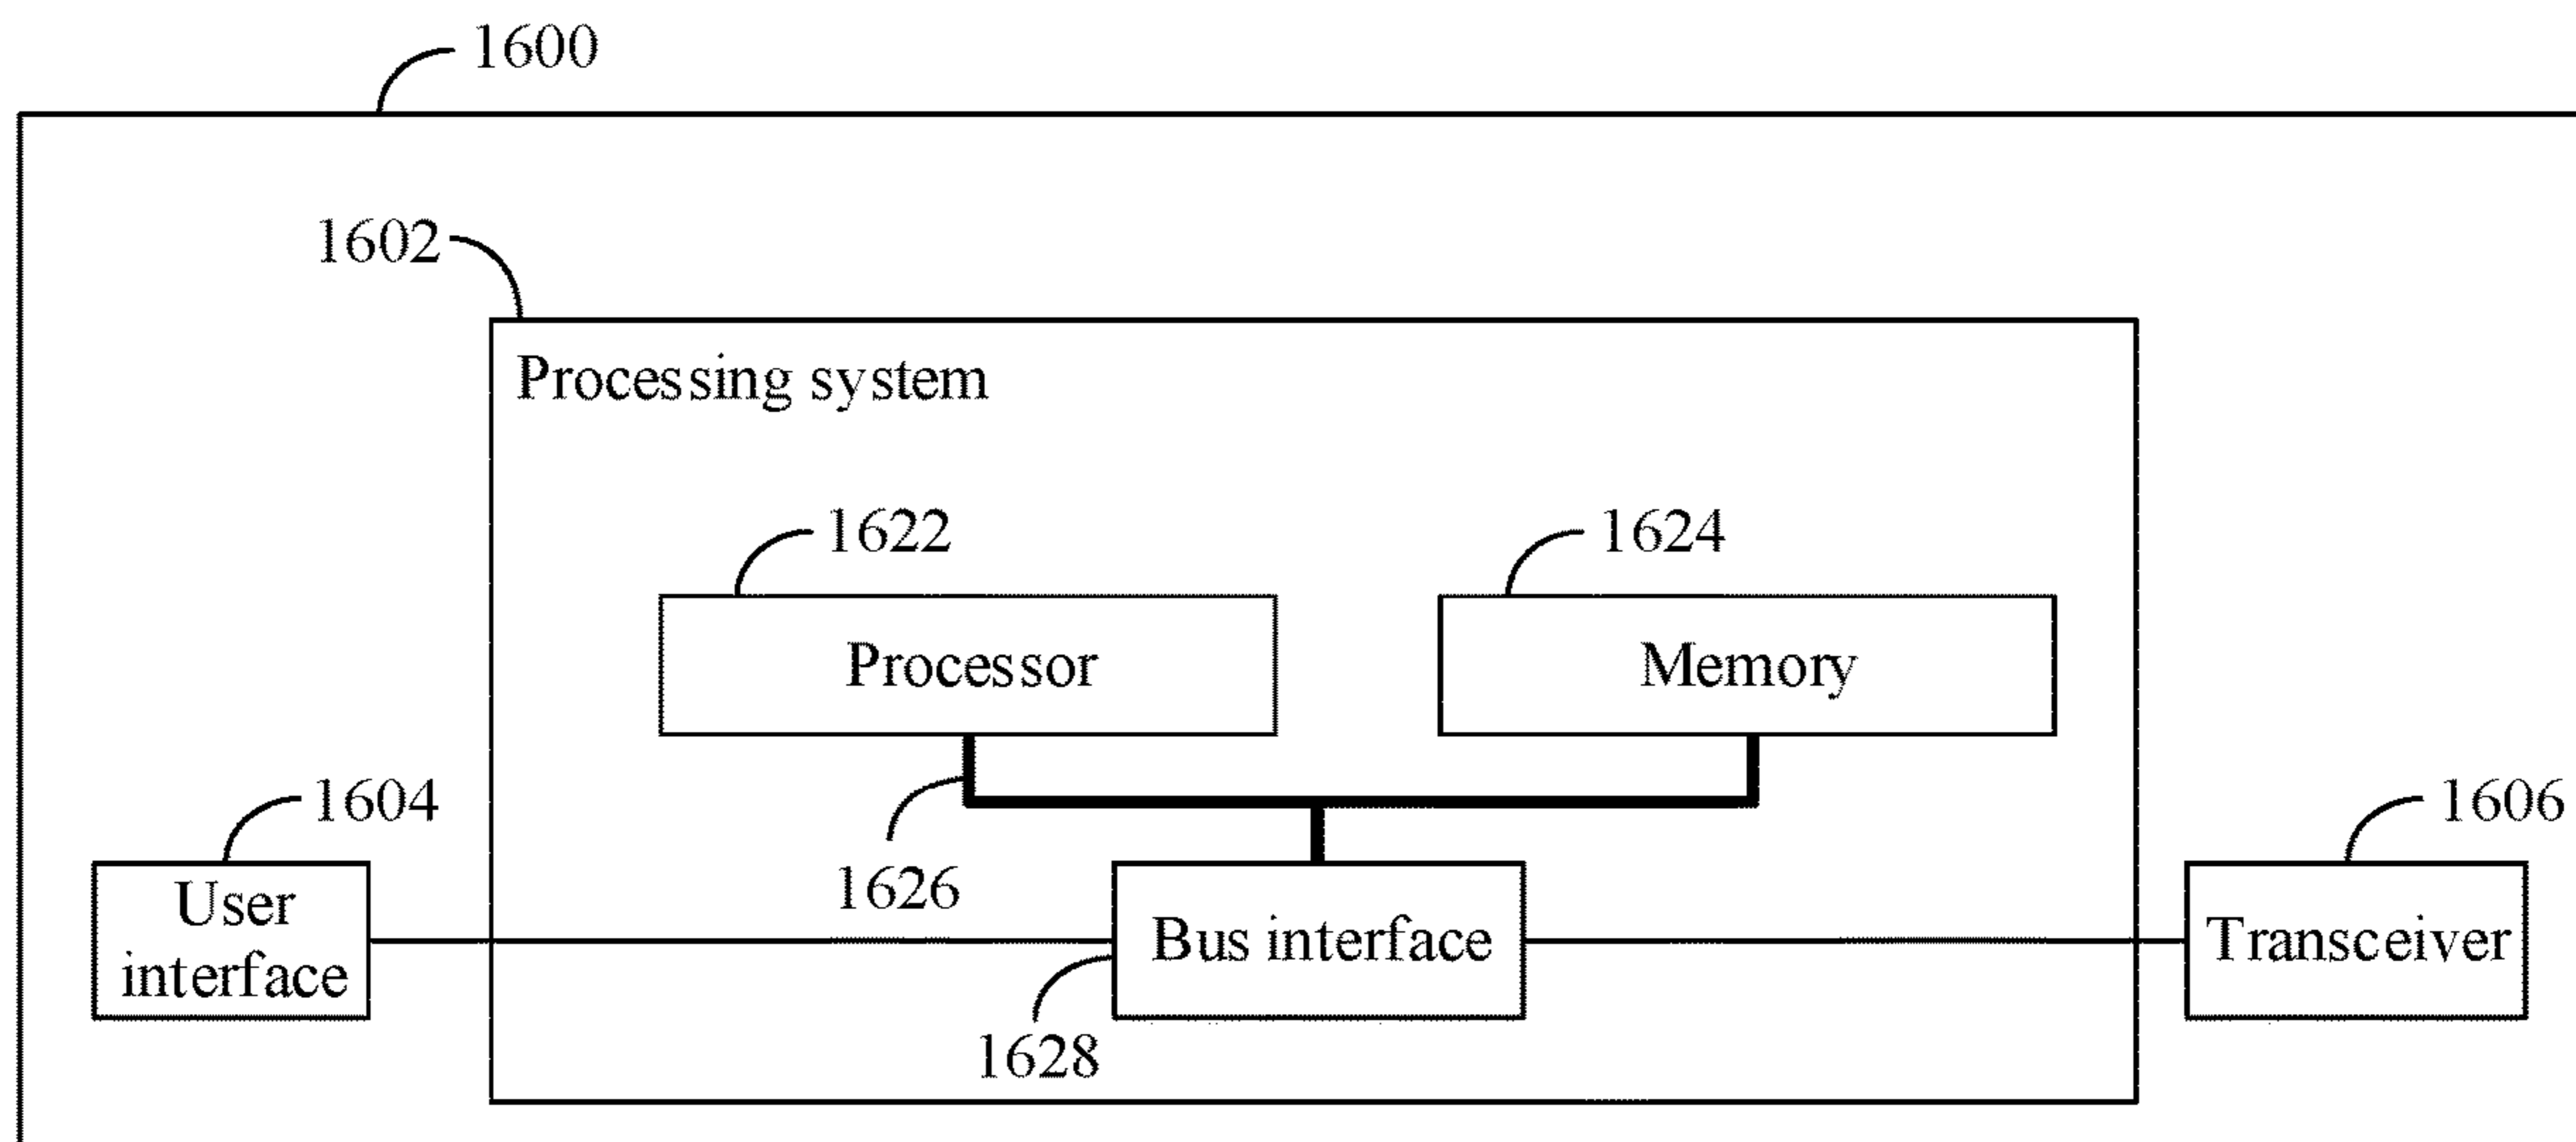 1600
1602
Processing system
1622
1624
Processor
Memory
1604
1606
1626
User
interface
Bus interface
Transceiver
1628